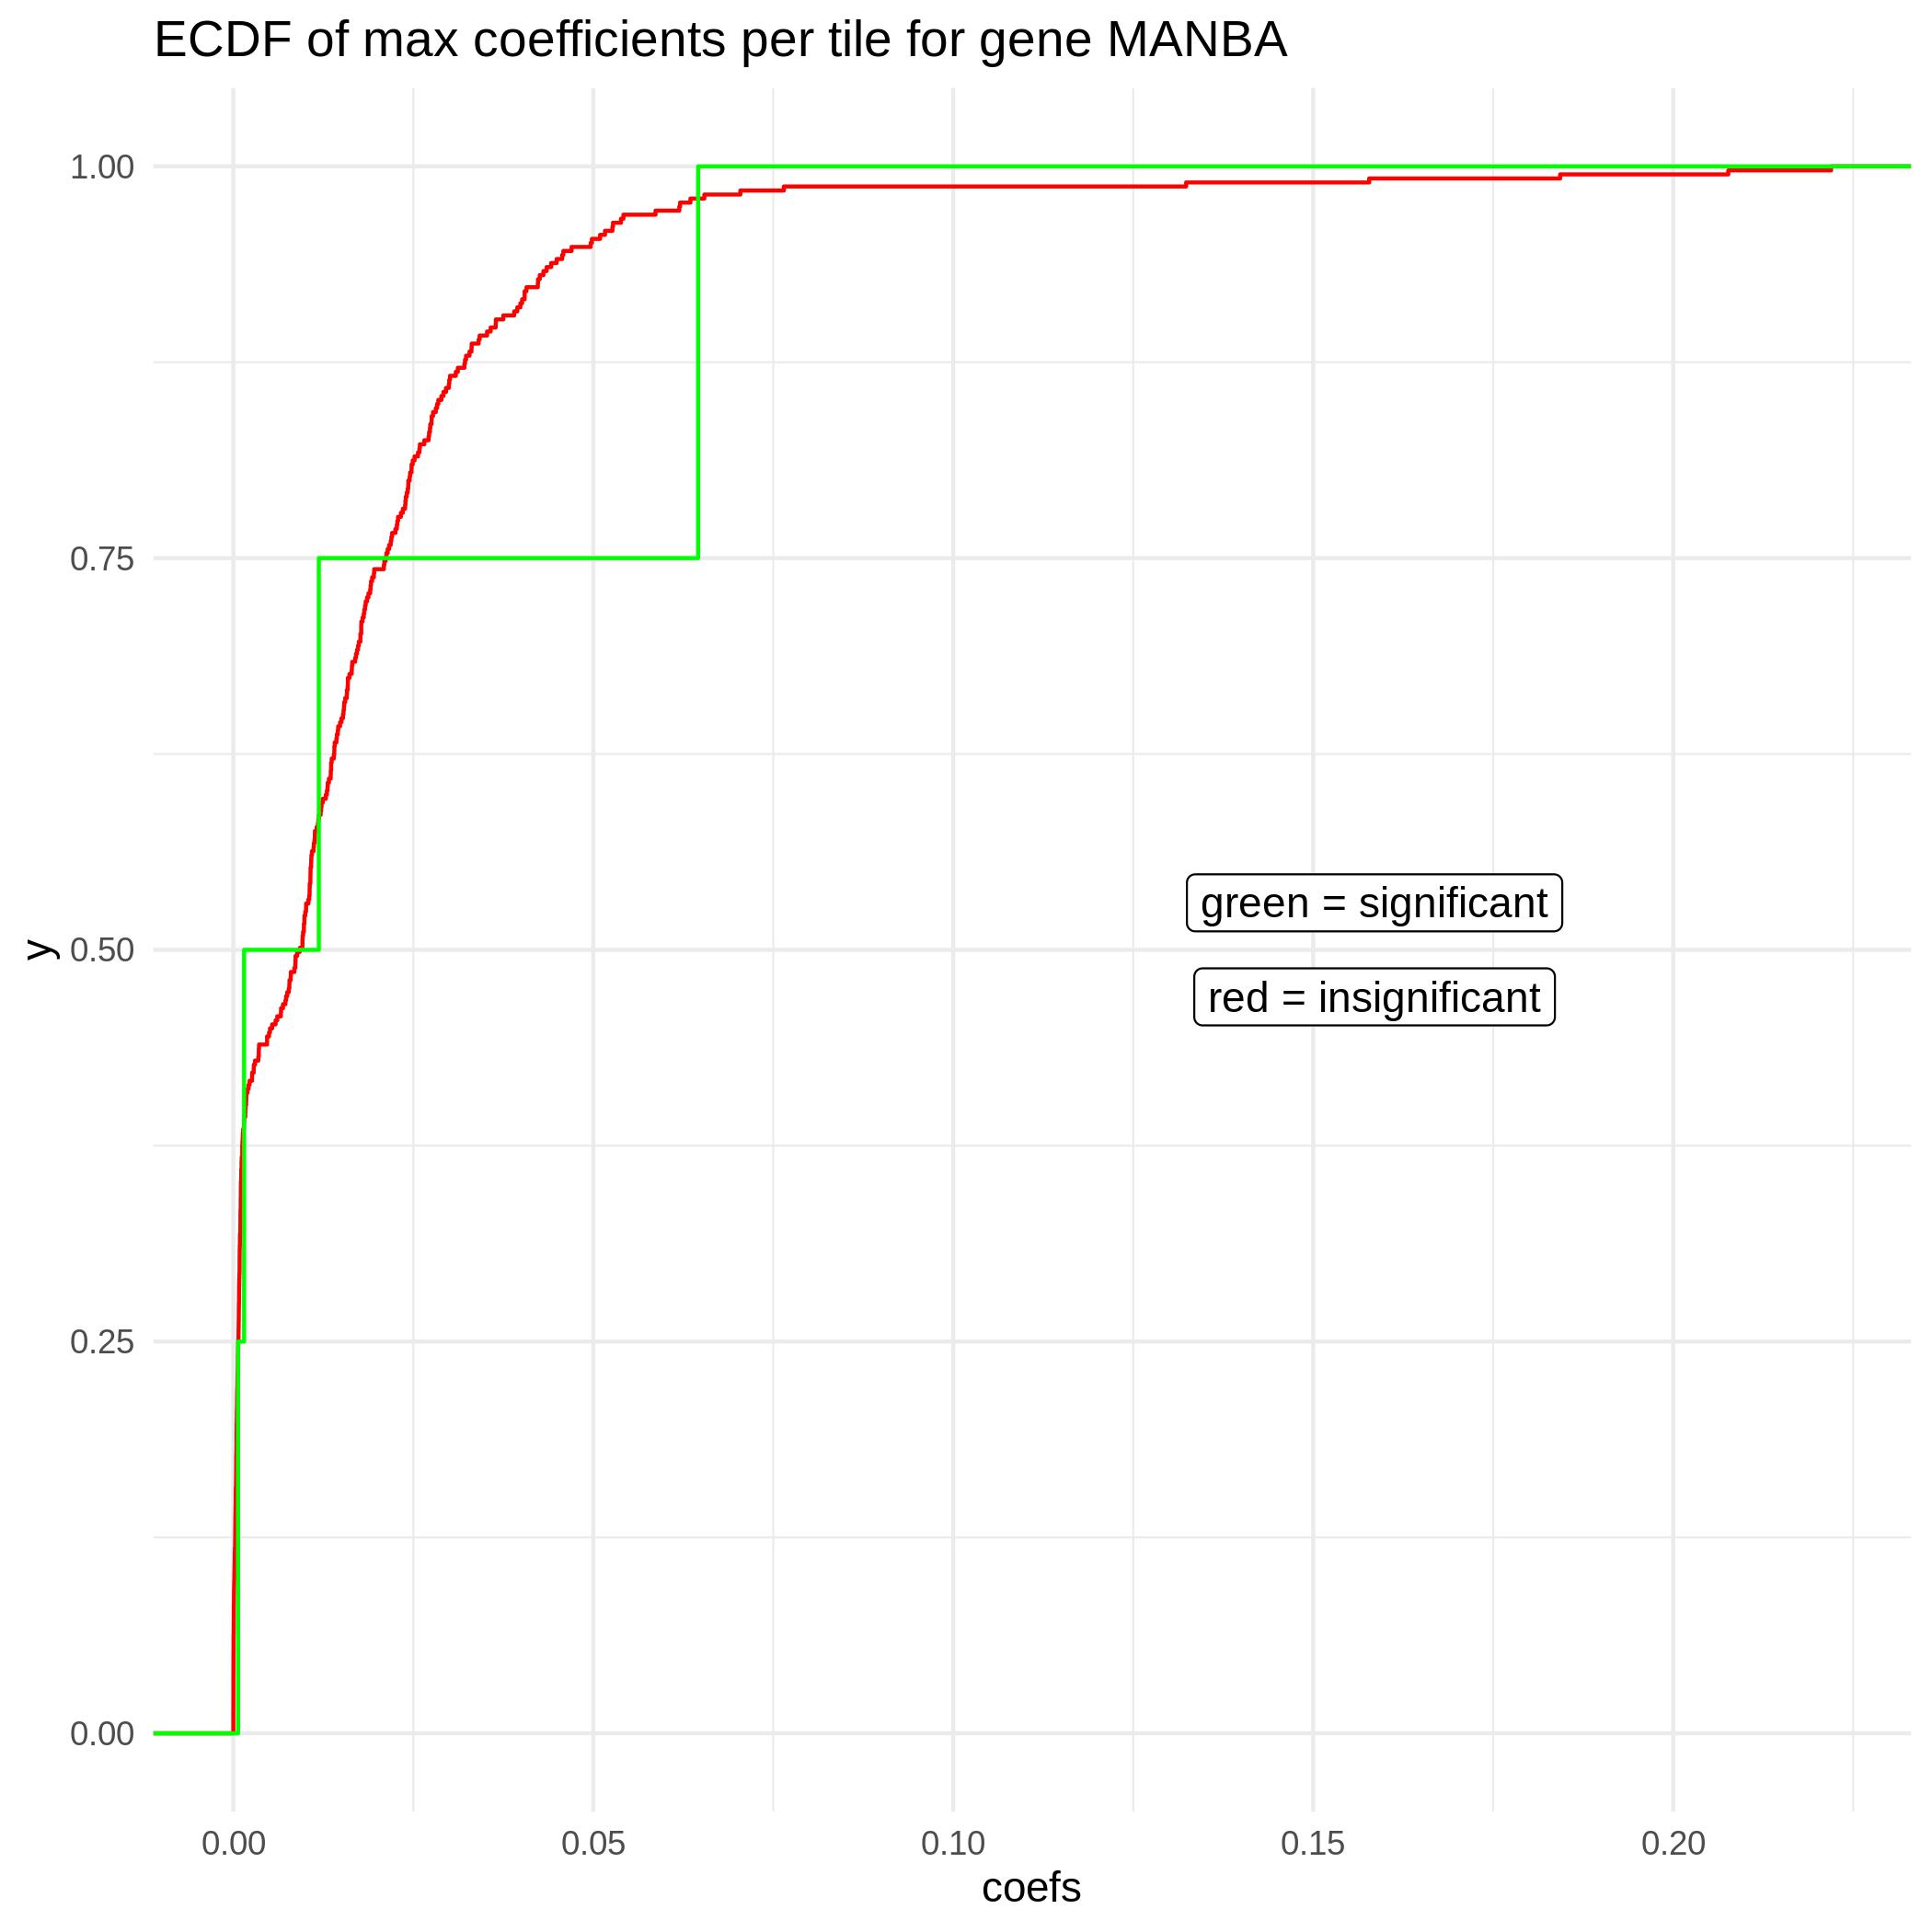 ECDF of max coefficients per tile for gene MANBA
1.00
0.75
0.50
0.25
0.00
y
green = significant
red = insignificant
0.00 0.05 0.10 0.15 0.20
coefs